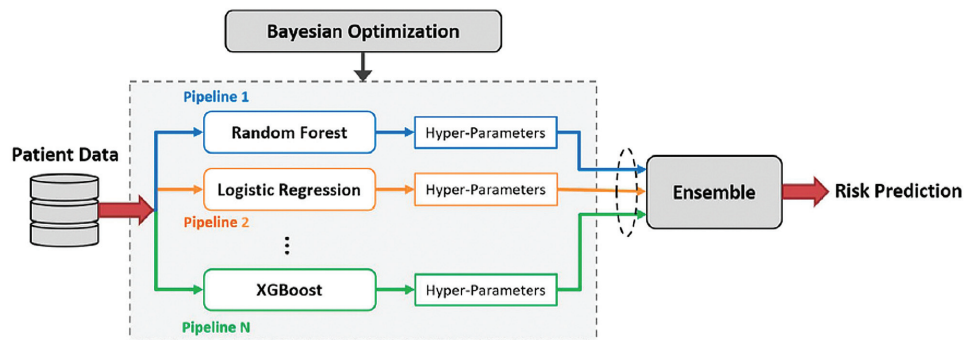 Bayesian Optimization
Pipeline 1
Random Forest
Hyper-Parameters
Patient Data
Logistic Regression
Hyper-Parameters
Pipeline 2
Ensemble
Risk Prediction
XGBoost
Hyper-Parameters
Pipeline N